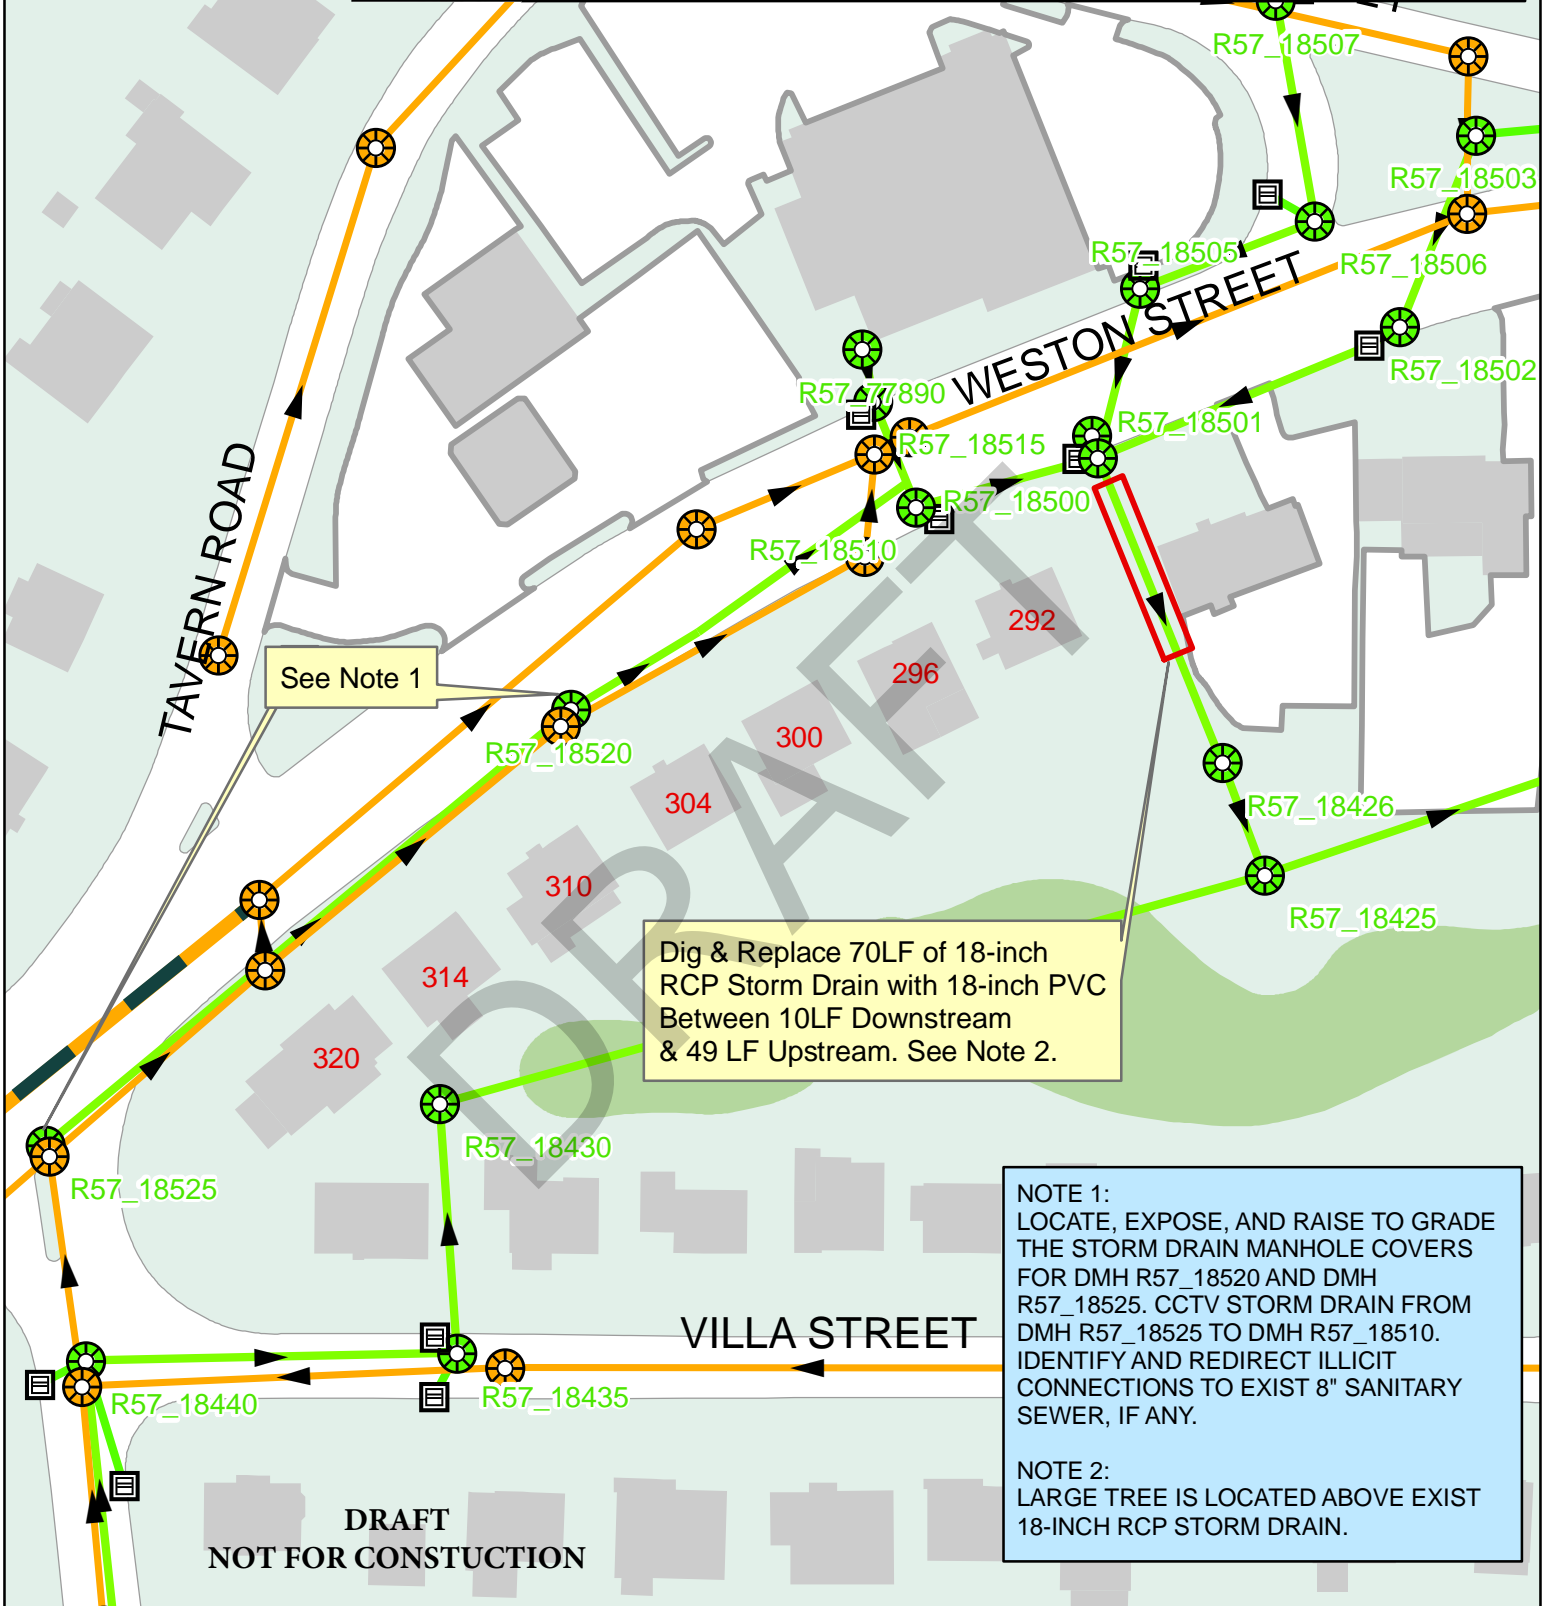 R57_18507
R57_18503
R57_18505
R57_18506
WESTON STREET
R57_77890
R57_18502
R57_18501
R57_18515
R57_18500
R57_18510
TAVERN ROAD
292
296
See Note 1
300
R57_18520
304
R57_18426
310
R57_18425
314
Dig & Replace 70LF of 18-inch
RCP Storm Drain with 18-inch PVC
Between 10LF Downstream
& 49 LF Upstream. See Note 2.
320
DRAFT
R57_18430
R57_18525
NOTE 1:
LOCATE, EXPOSE, AND RAISE TO GRADE
THE STORM DRAIN MANHOLE COVERS
FOR DMH R57_18520 AND DMH
R57_18525. CCTV STORM DRAIN FROM
DMH R57_18525 TO DMH R57_18510.
IDENTIFY AND REDIRECT ILLICIT
CONNECTIONS TO EXIST 8" SANITARY
SEWER, IF ANY.
NOTE 2:
LARGE TREE IS LOCATED ABOVE EXIST
18-INCH RCP STORM DRAIN.
VILLA STREET
R57_18440
R57_18435
DRAFT
NOT FOR CONSTUCTION